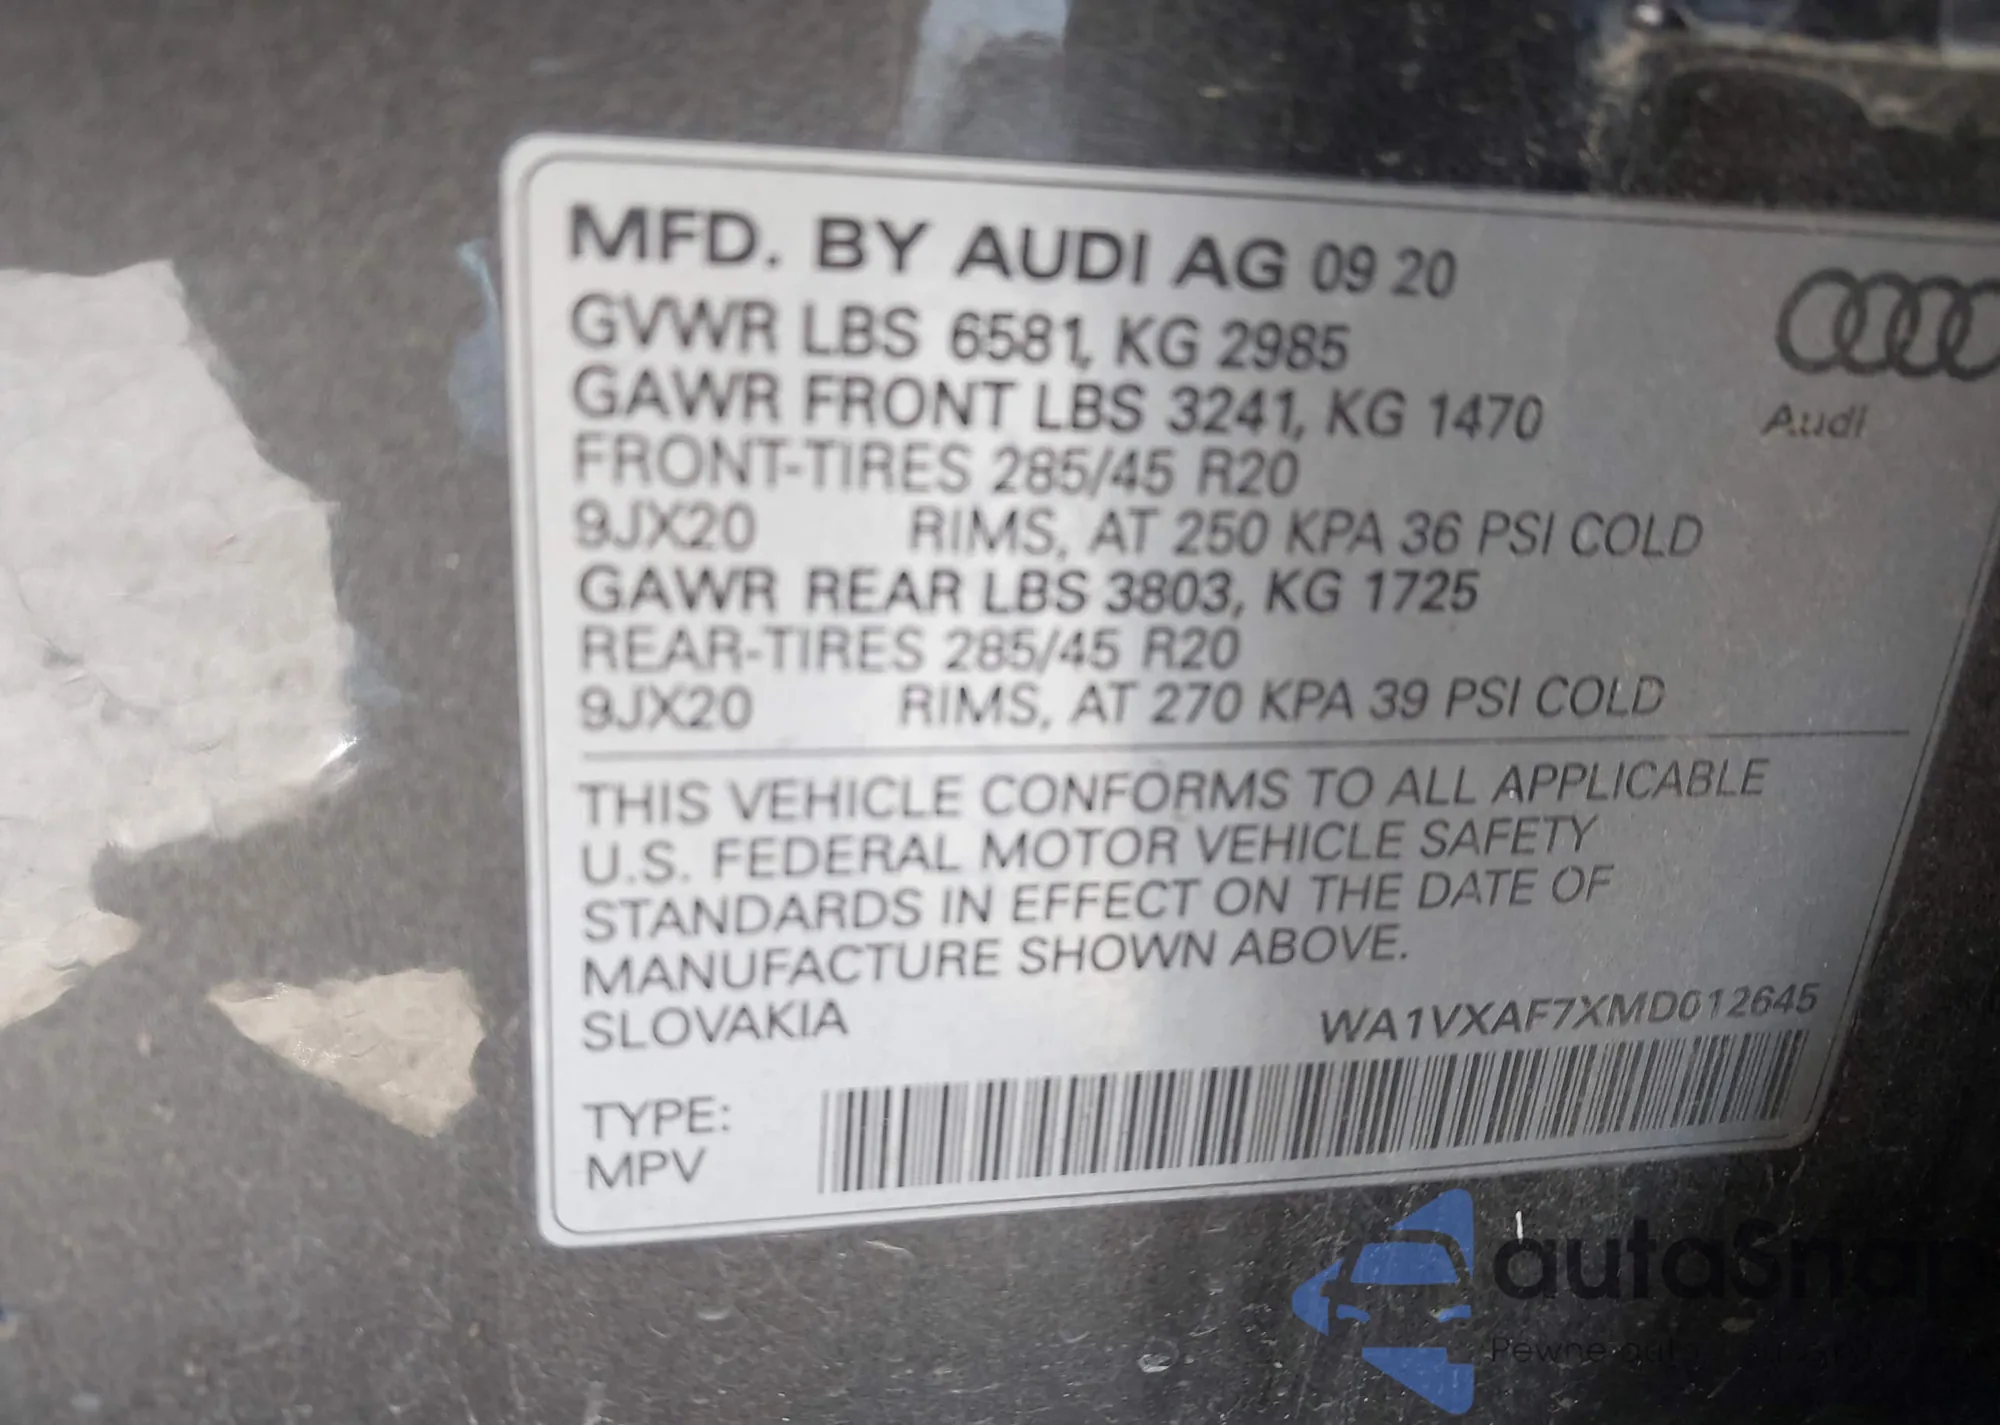 MFD. BY AUDI AG 09 20
GVWR LBS 6581, KG 2985
GAWR FRONT LBS 3241, KG 1470
FRONT-TIRES 285/45 R20
9JX20 RIMS, AT 250 KPA 36 PSI COLD
GAWR REAR LBS 3803, KG 1725
REAR-TIRES 285/45 R20
9JX20 RIMS, AT 270 KPA 39 PSI COLD
Audi
THIS VEHICLE CONFORMS TO ALL APPLICABLE
U.S. FEDERAL MOTOR VEHICLE SAFETY
STANDARDS IN EFFECT ON THE DATE OF
MANUFACTURE SHOWN ABOVE.
SLOVAKIA WA1VXAF7XMD012645
TYPE:
MPV
autaSnap
Pewne